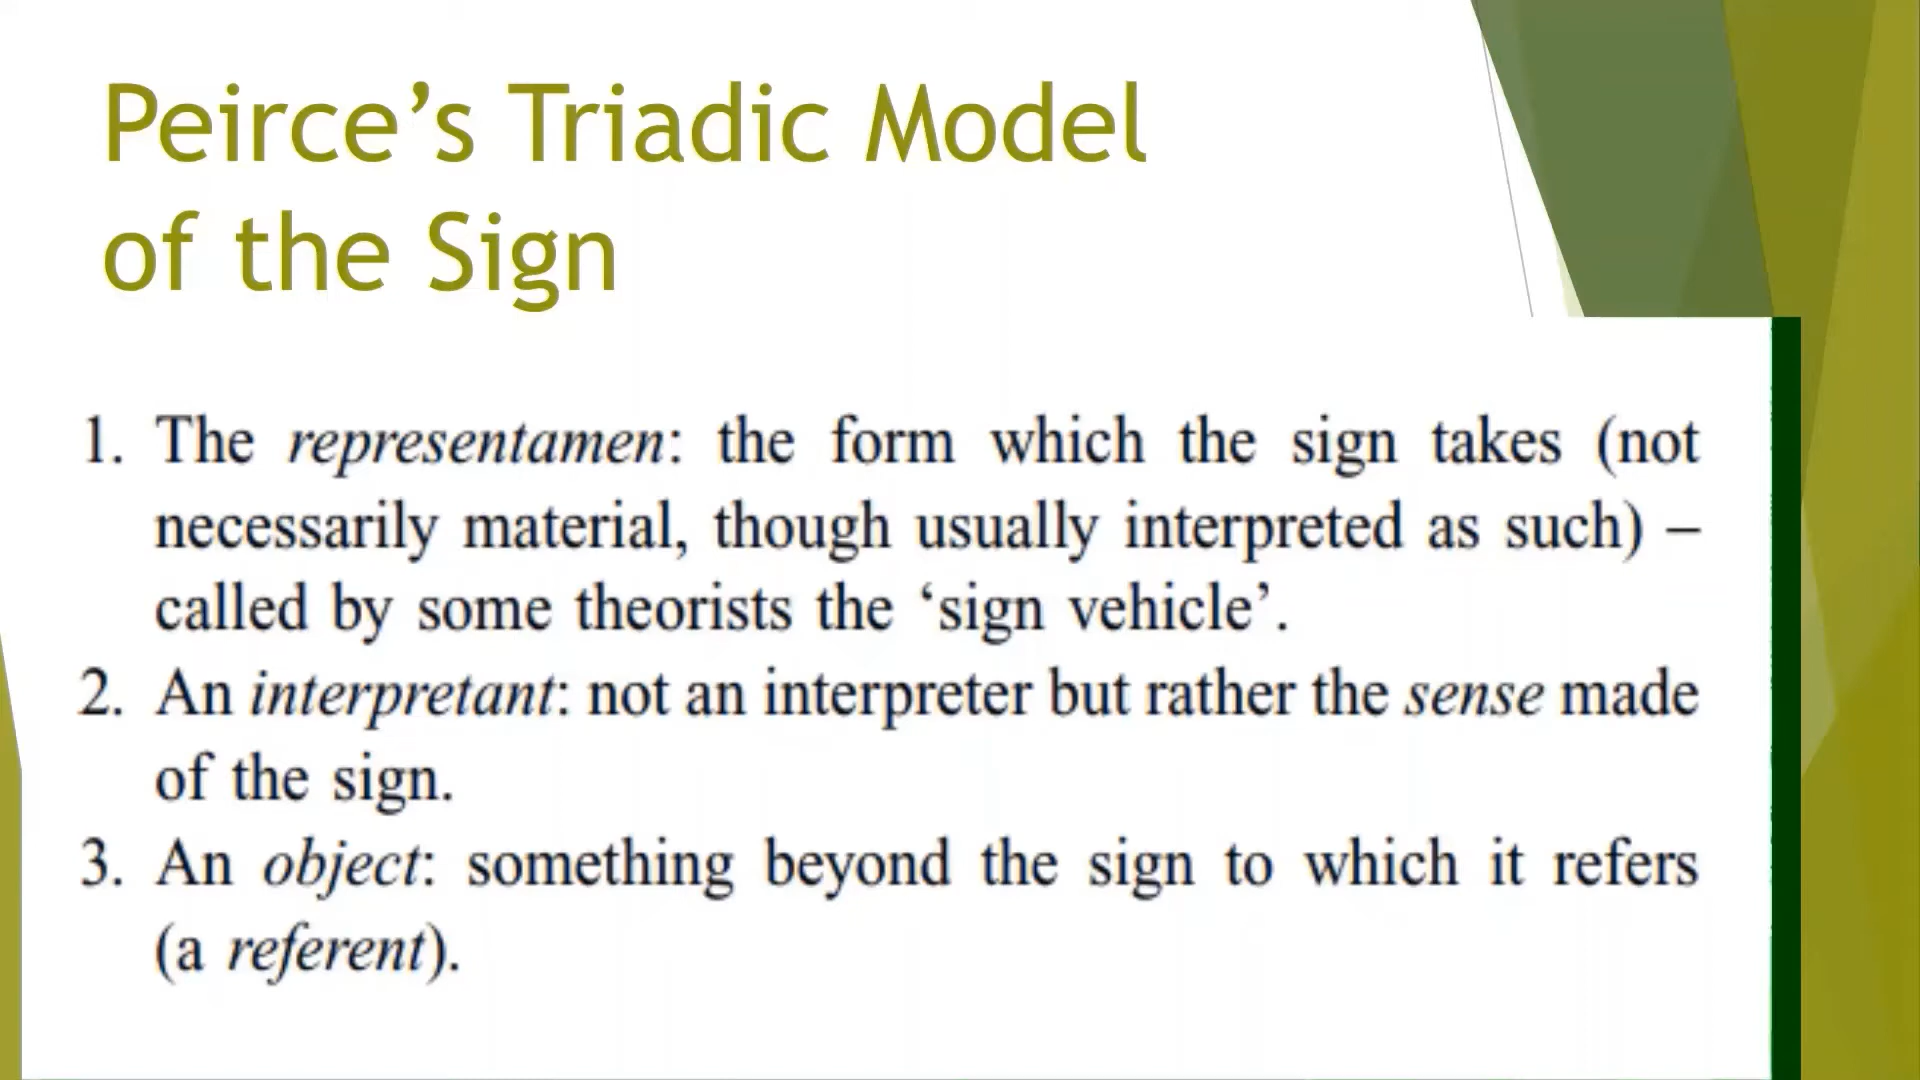 Peirce’s Triadic Model
of the Sign
1. The representamen: the form which the sign takes (not
necessarily material, though usually interpreted as such) –
called by some theorists the ‘sign vehicle’.
2. An interpretant: not an interpreter but rather the sense made
of the sign.
3. An object: something beyond the sign to which it refers
(a referent).